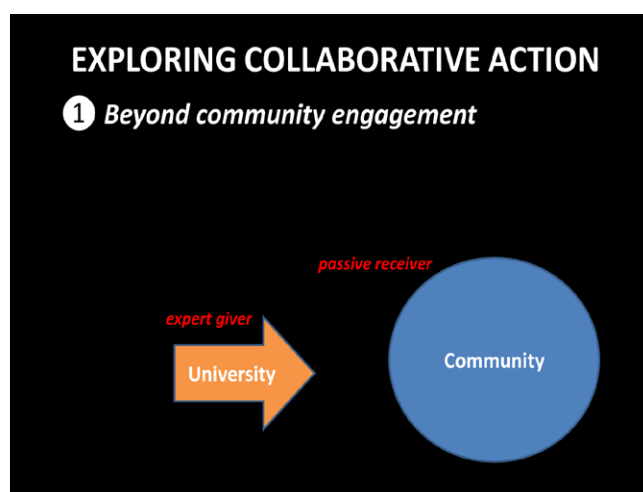 EXPLORING COLLABORATIVE ACTION
1 Beyond community engagement
passive receiver
expert giver
University
Community